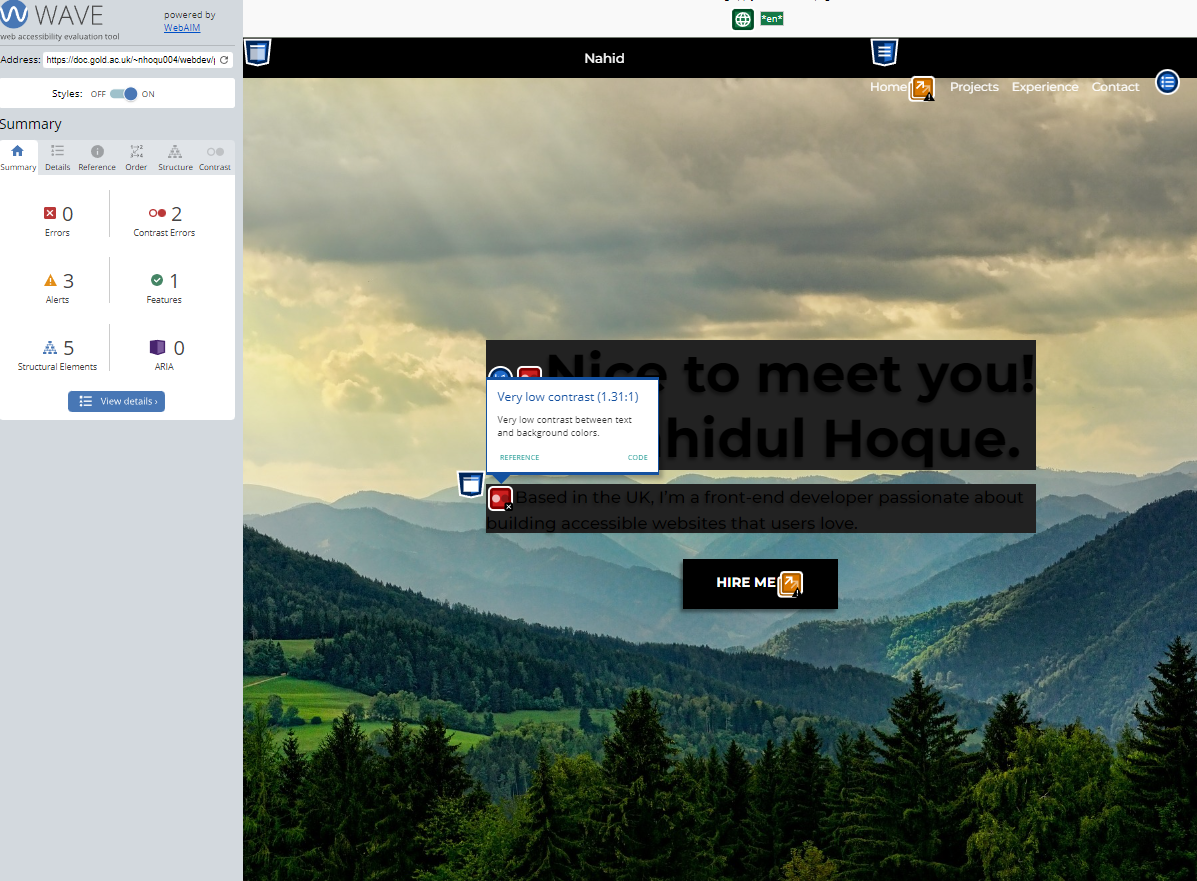 WAVE
web accessibility evaluation tool
powered by
WebAIM
Address: https://doc.gold.ac.uk/~nhoqu004/webdev/
Styles: OFF ON
Summary
Summary Details Reference Order Structure Contrast
0 2
Errors Contrast Errors
3 1
Alerts Features
5 0
Structural Elements ARIA
View details ›
*en*
Nahid
Home Projects Experience Contact
Nice to meet you!
hidul Hoque.
Very low contrast (1.31:1)
Very low contrast between text
and background colors.
REFERENCE CODE
Based in the UK, I'm a front-end developer passionate about
building accessible websites that users love.
HIRE ME